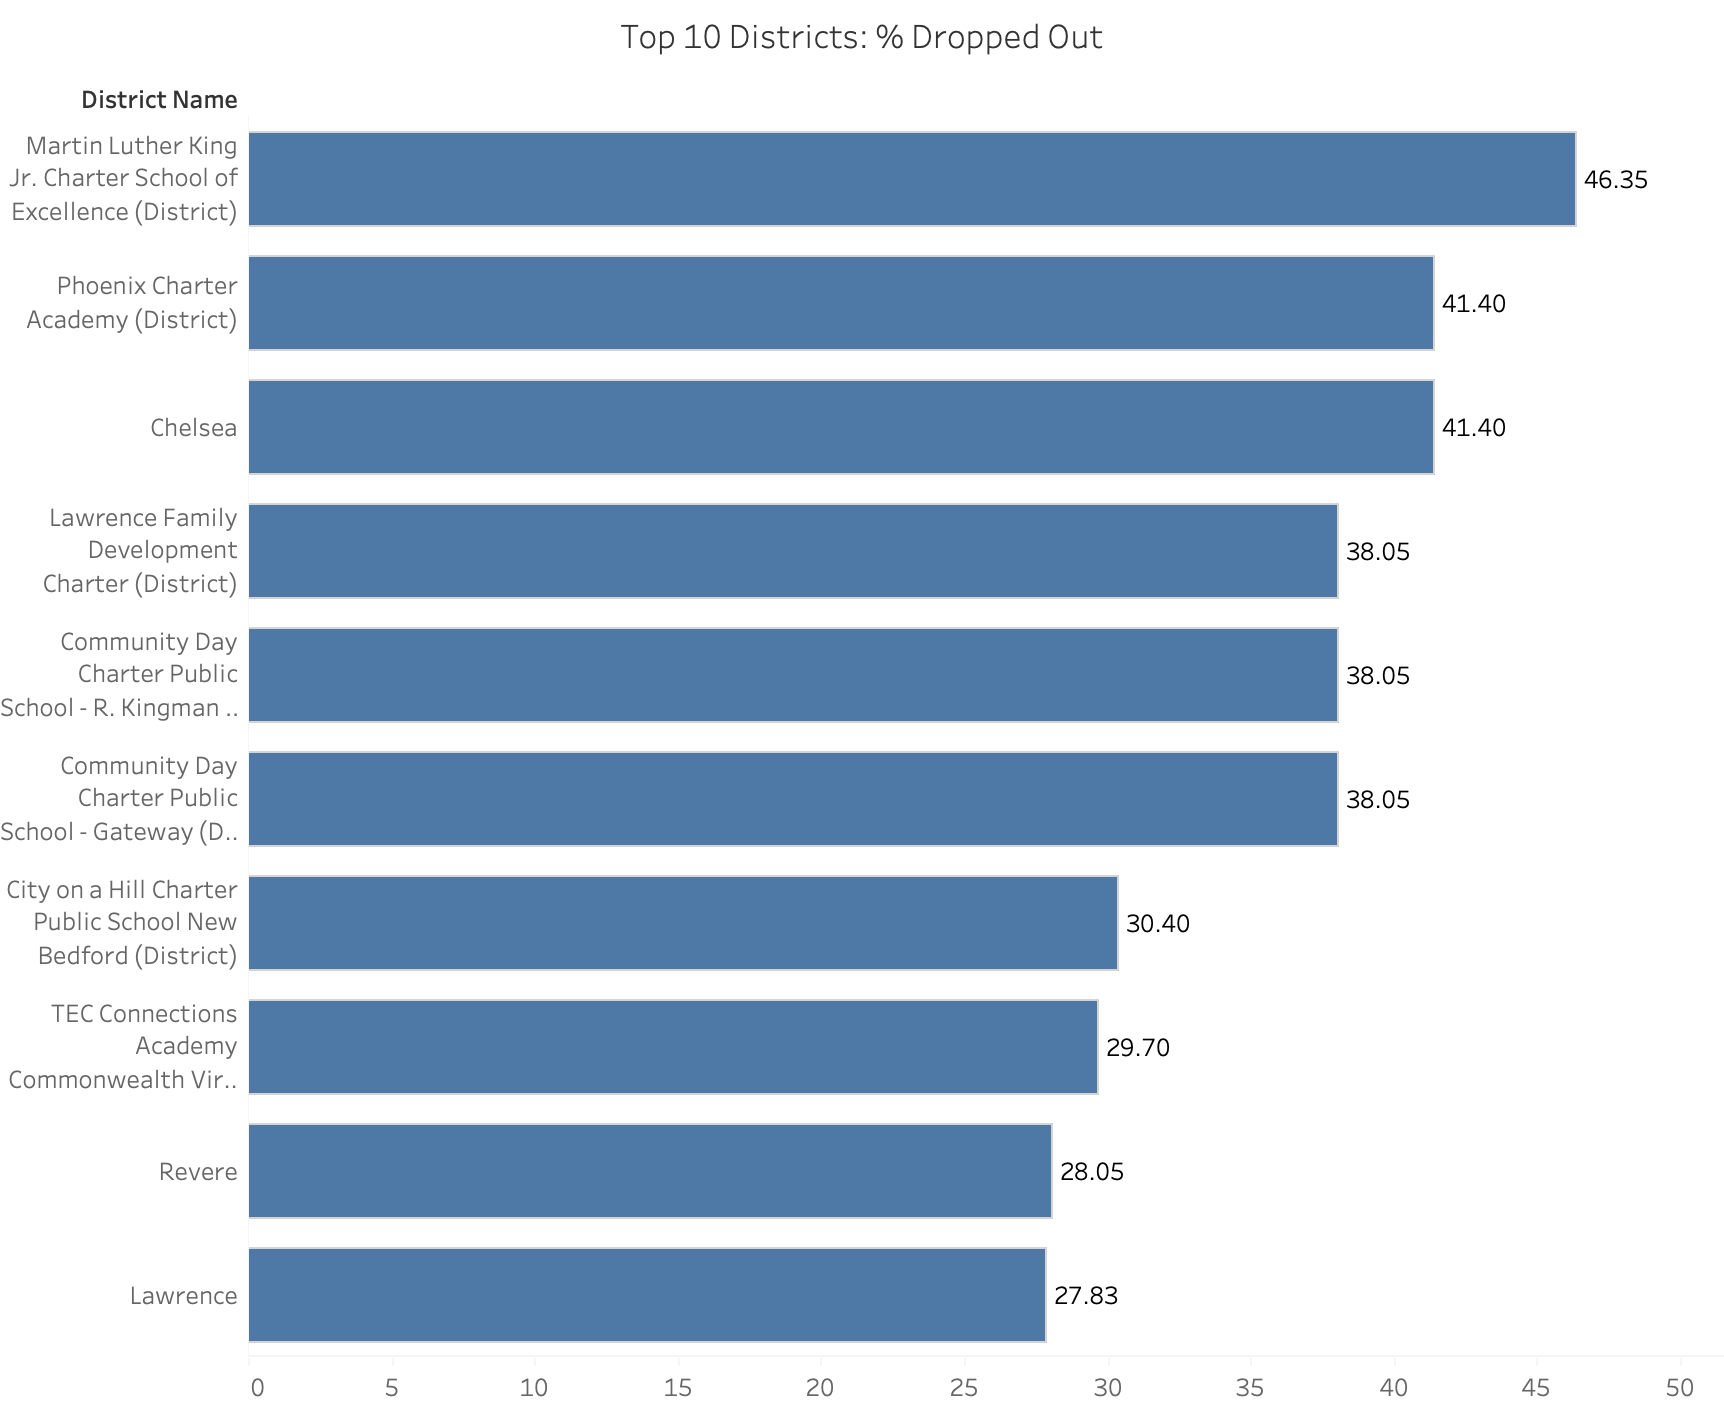 Top 10 Districts: % Dropped Out
District Name
Martin Luther King
Jr. Charter School of
Excellence (District)
46.35
Phoenix Charter
Academy (District)
41.40
Chelsea
41.40
Lawrence Family
Development
Charter (District)
38.05
Community Day
Charter Public
School - R. Kingman ..
38.05
Community Day
Charter Public
School - Gateway (D..
38.05
City on a Hill Charter
Public School New
Bedford (District)
30.40
TEC Connections
Academy
Commonwealth Vir..
29.70
Revere
28.05
Lawrence
27.83
0 5 10 15 20 25 30 35 40 45 50